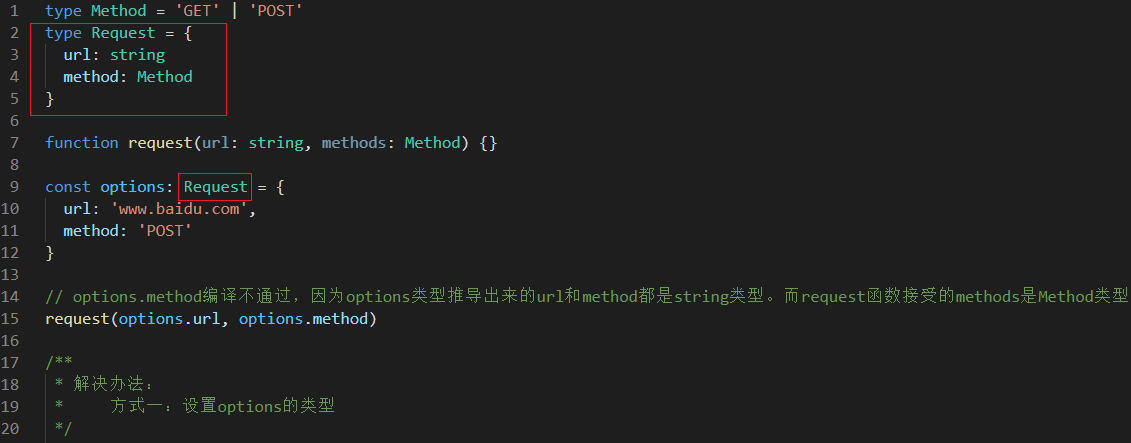 1 type Method = 'GET' | 'POST'
2 type Request = {
3 url: string
4 method: Method
5 }
6
7 function request(url: string, methods: Method) {}
8
9 const options: Request = {
10 url: 'www.baidu.com',
11 method: 'POST'
12 }
13
14 // options.method编译不通过，因为options类型推导出来的url和method都是string类型。而request函数接受的methods是Method类型
15 request(options.url, options.method)
16
17 /**
18 * 解决办法：
19 * 方式一：设置options的类型
20 */